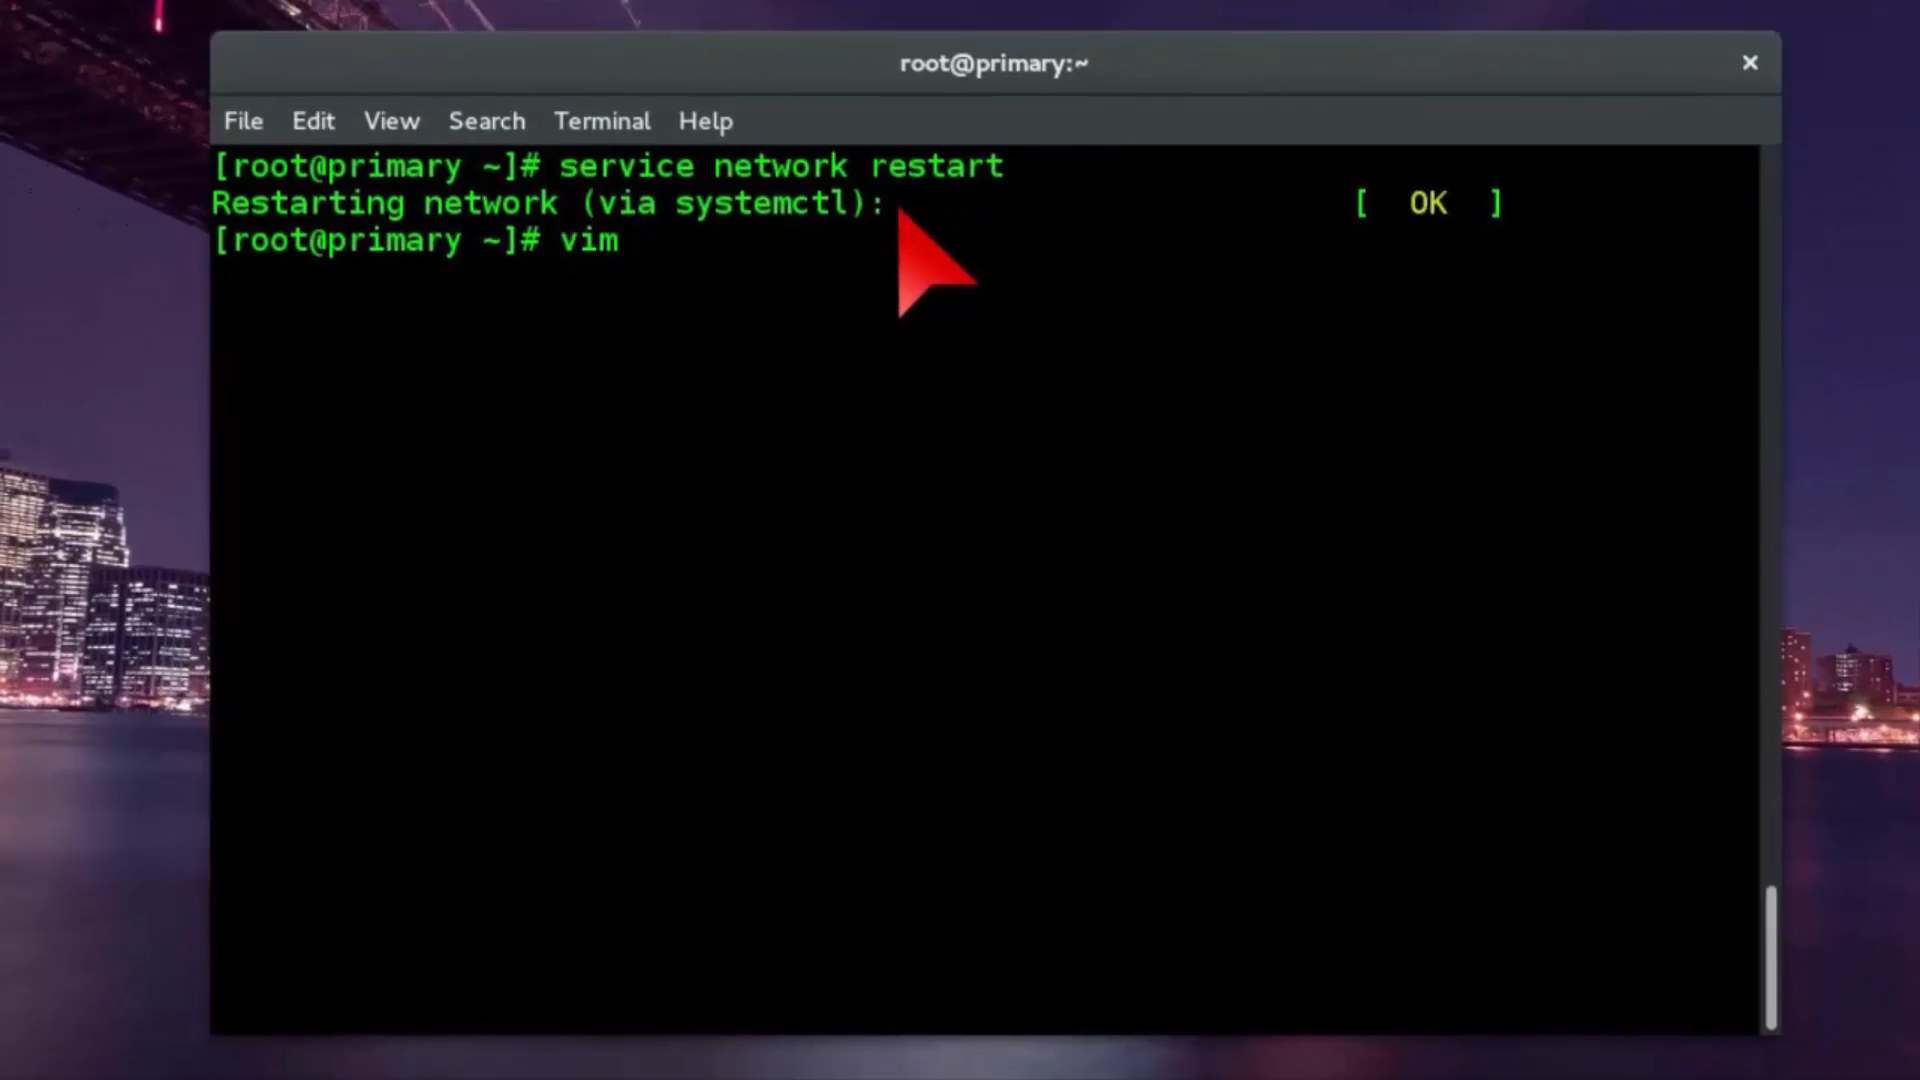 root@primary:~
File Edit View Search Terminal Help
[root@primary ~]# service network restart
Restarting network (via systemctl): [ OK ]
[root@primary ~]# vim